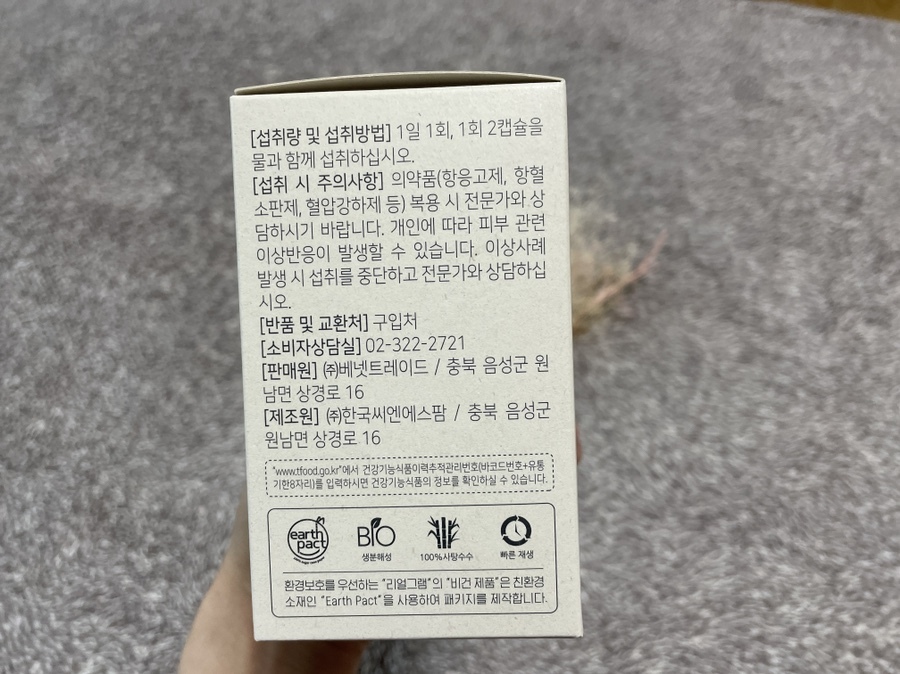 [섭취량 및 섭취방법] 1일 1회, 1회 2캡슐을
물과 함께 섭취하십시오.
[섭취 시 주의사항] 의약품(항응고제, 항혈
소판제, 혈압강하제 등) 복용 시 전문가와 상
담하시기 바랍니다. 개인에 따라 피부 관련
이상반응이 발생할 수 있습니다. 이상사례
발생 시 섭취를 중단하고 전문가와 상담하십
시오.
[반품 및 교환처] 구입처
[소비자상담실] 02-322-2721
[판매원] ㈜베넷트레이드 / 충북 음성군 원
남면 상경로 16
[제조원] ㈜한국씨엔에스팜 / 충북 음성군
원남면 상경로 16
"www.tfood.go.kr"에서 건강기능식품이력추적관리번호(바코드번호+유통
기한8자리)를 입력하시면 건강기능식품의 정보를 확인하실 수 있습니다.
earth
pact
BIO
생분해성
100%사탕수수
빠른 재생
환경보호를 우선하는 "리얼그램"의 "비건 제품"은 친환경
소재인 "Earth Pact"을 사용하여 패키지를 제작합니다.